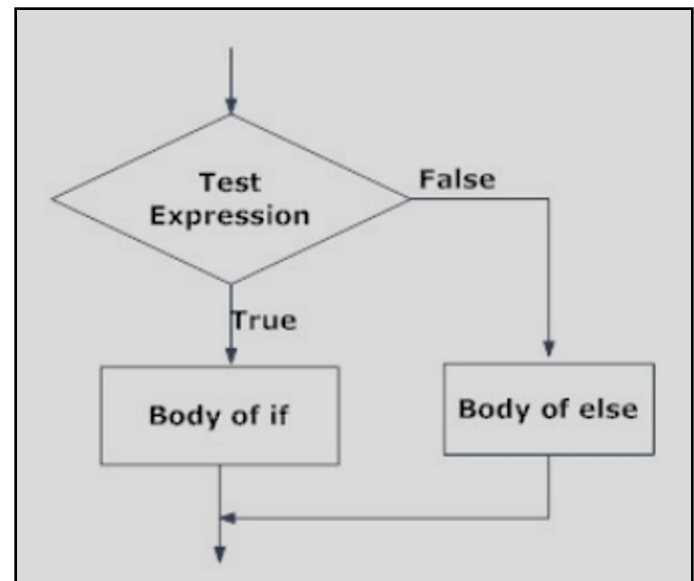 Test
Expression
False
True
Body of if
Body of else